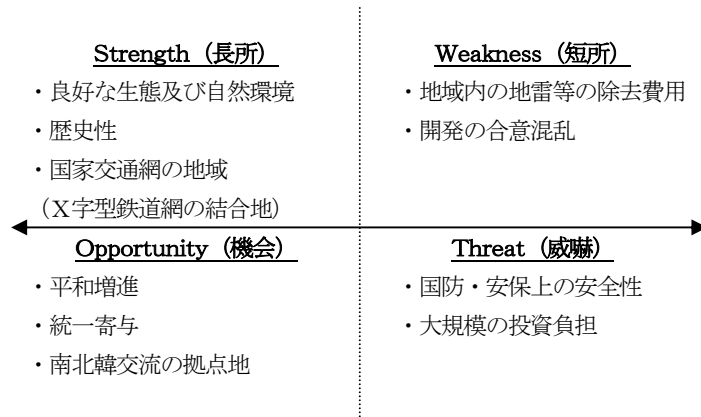 Strength（長所）
・良好な生態及び自然環境
・歴史性
・国家交通網の地域
（X字型鉄道網の結合地）
Weakness（短所）
・地域内の地雷等の除去費用
・開発の合意混乱
Opportunity（機会）
・平和増進
・統一寄与
・南北韓交流の拠点地
Threat（威嚇）
・国防・安保上の安全性
・大規模の投資負担